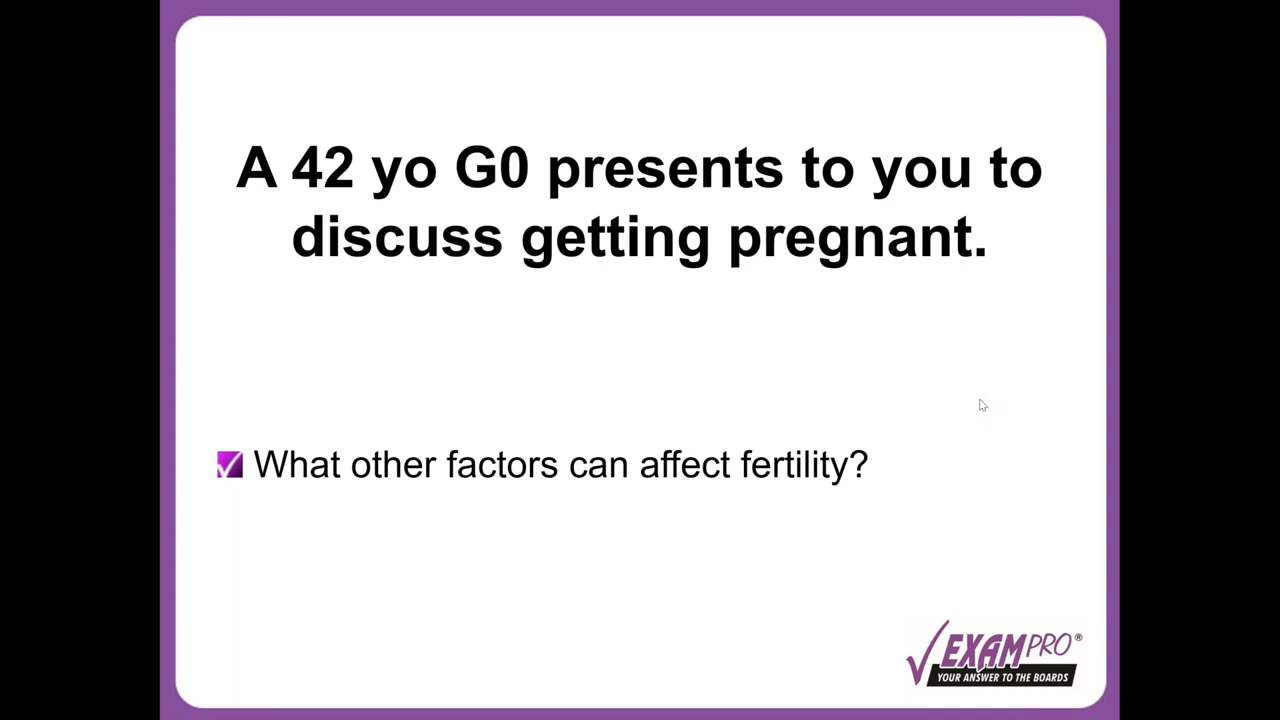 A 42 yo G0 presents to you to
discuss getting pregnant.
What other factors can affect fertility?
EXAMPRO®
YOUR ANSWER TO THE BOARDS